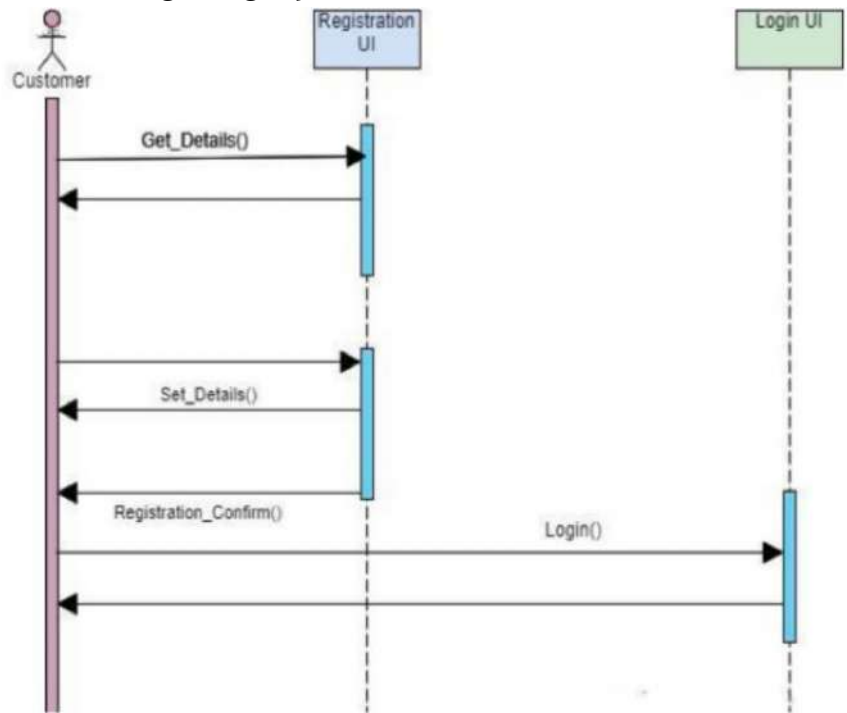 Registration
UI
Login UI
Customer
Get_Details()
Set_Details()
Registration_Confirm()
Login()